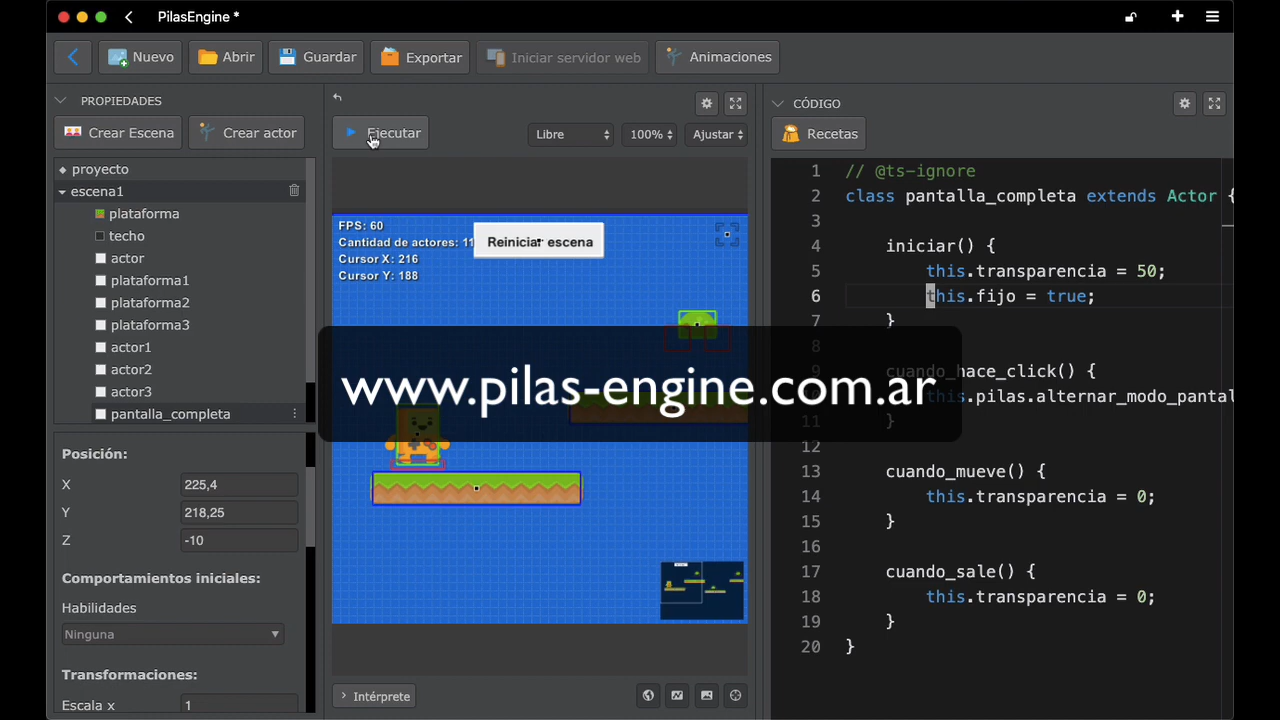 PilasEngine *
Nuevo
Abrir
Guardar
Exportar
Iniciar servidor web
Animaciones
PROPIEDADES
Crear Escena
Crear actor
proyecto
escena1
plataforma
techo
actor
plataforma1
plataforma2
plataforma3
actor1
actor2
actor3
pantalla_completa
Posición:
X 225,4
Y 218,25
Z -10
Comportamientos iniciales:
Habilidades
Ninguna
Transformaciones:
Escala x 1
Ejecutar
Libre
100%
Ajustar
FPS: 60
Cantidad de actores: 11
Cursor X: 216
Cursor Y: 188
Reiniciar escena
www.pilas-engine.com.ar
Intérprete
CÓDIGO
Recetas
1 // @ts-ignore
2 class pantalla_completa extends Actor {
3
4 iniciar() {
5 this.transparencia = 50;
6 this.fijo = true;
7 }
8
cuando_hace_click() {
this.pilas.alternar_modo_pantal
11 }
12
13 cuando_mueve() {
14 this.transparencia = 0;
15 }
16
17 cuando_sale() {
18 this.transparencia = 0;
19 }
20 }